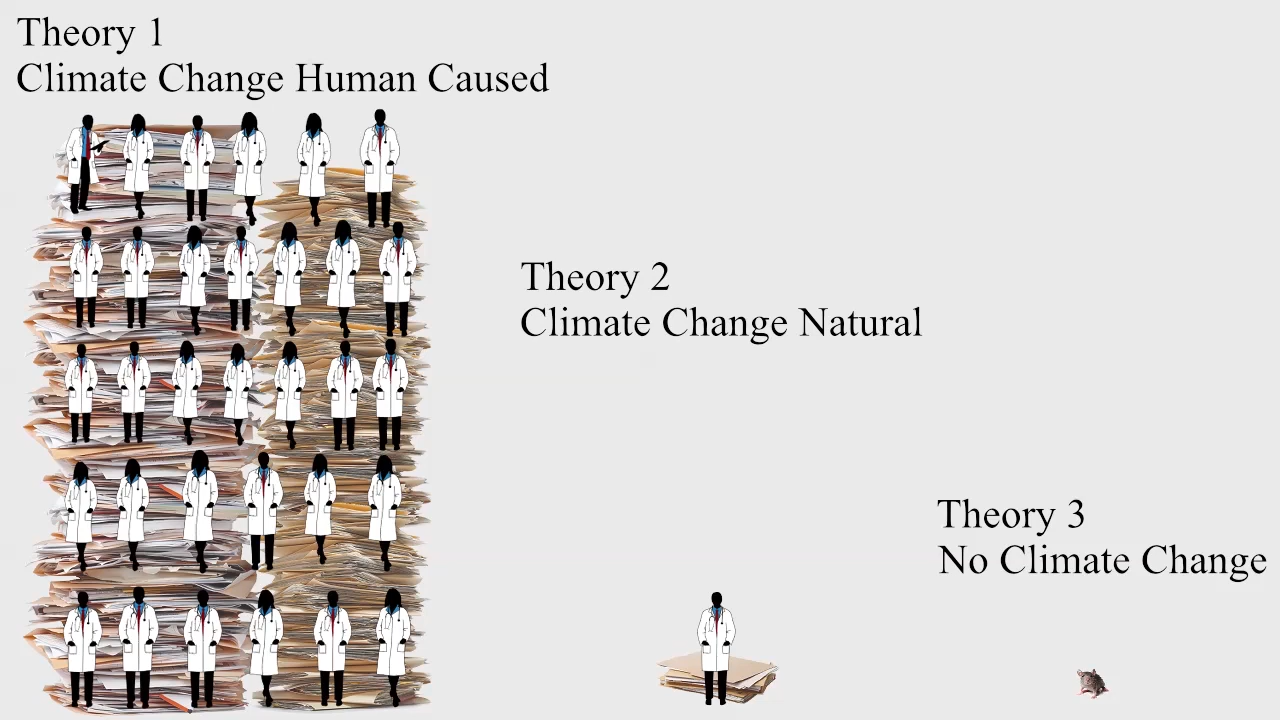 Theory 1
Climate Change Human Caused
Theory 2
Climate Change Natural
Theory 3
No Climate Change